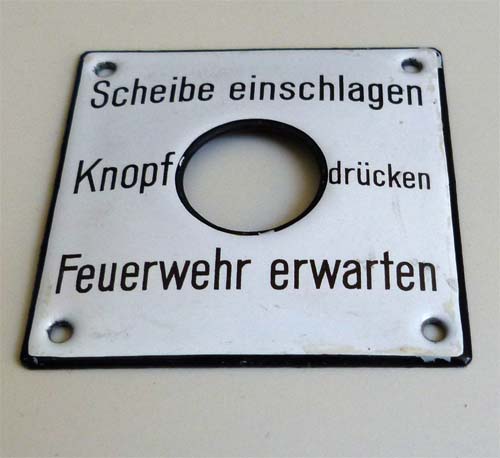 Scheibe einschlagen
Knopf drücken
Feuerwehr erwarten